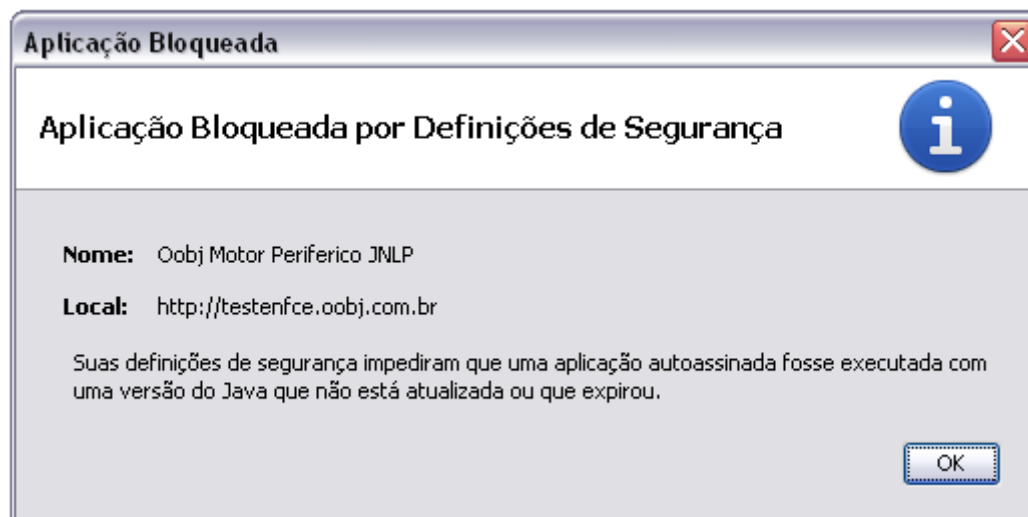 Aplicação Bloqueada
Aplicação Bloqueada por Definições de Segurança
Nome: Oobj Motor Periferico JNLP
Local: http://testenfce.oobj.com.br
Suas definições de segurança impediram que uma aplicação autoassinada fosse executada com
uma versão do Java que não está atualizada ou que expirou.
OK